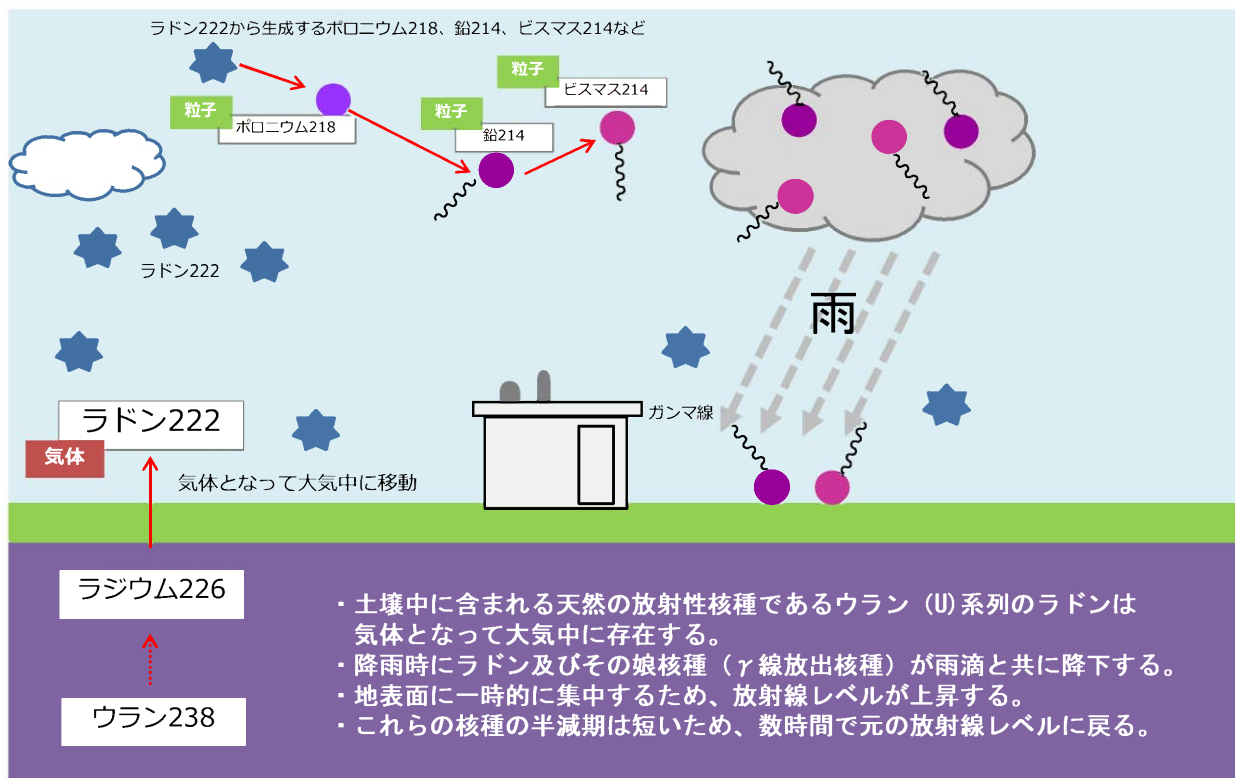 ラドン222から生成するポロニウム218、鉛214、ビスマス214など
粒子
ポロニウム218
粒子
鉛214
粒子
ビスマス214
ラドン222
雨
ラドン222
気体
気体となって大気中に移動
ガンマ線
ラジウム226
ウラン238
・土壌中に含まれる天然の放射性核種であるウラン(U)系列のラドンは
気体となって大気中に存在する。
・降雨時にラドン及びその娘核種(γ線放出核種)が雨滴と共に降下する。
・地表面に一時的に集中するため、放射線レベルが上昇する。
・これらの核種の半減期は短いため、数時間で元の放射線レベルに戻る。